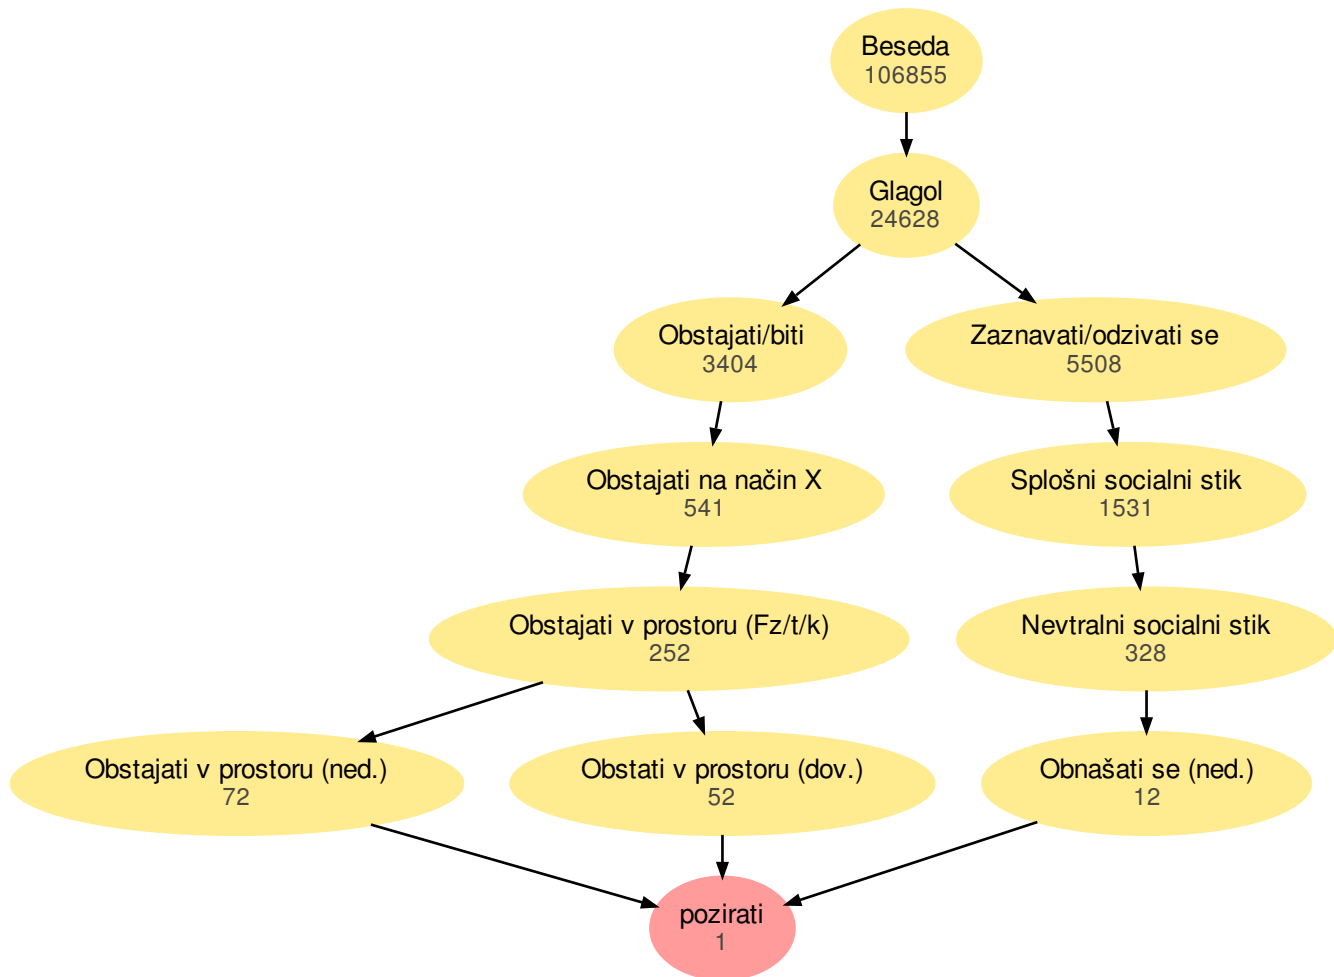 Beseda
106855
Glagol
24628
Obstajati/biti
3404
Zaznavati/odzivati se
5508
Obstajati na način X
541
Splošni socialni stik
1531
Obstajati v prostoru (Fz/t/k)
252
Nevtralni socialni stik
328
Obstajati v prostoru (ned.)
72
Obstati v prostoru (dov.)
52
Obnašati se (ned.)
12
pozirati
1